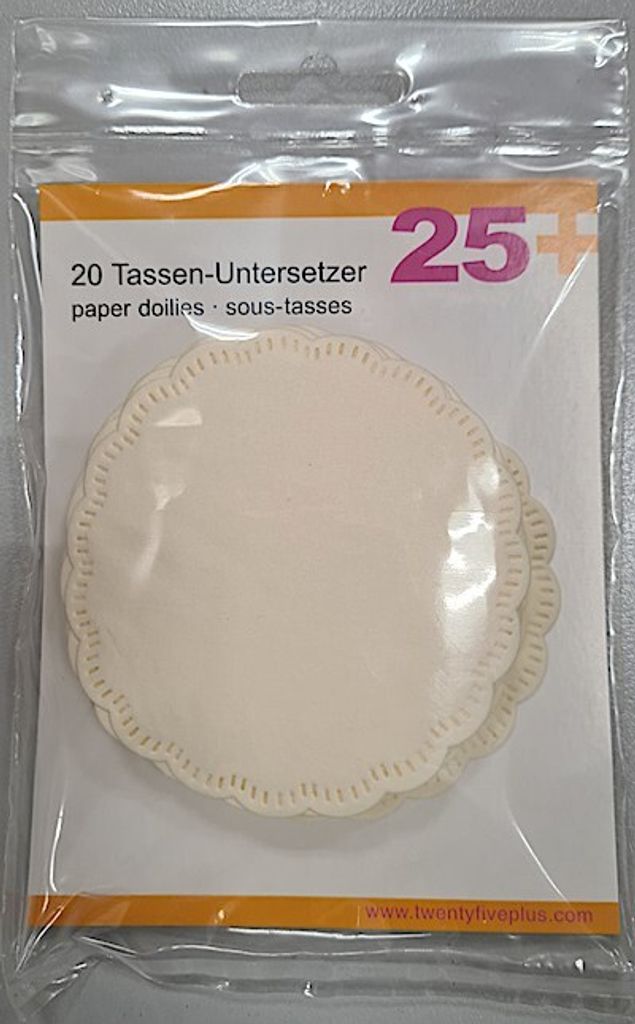 25+
20 Tassen-Untersetzer
paper doilies · sous-tasses
www.twentyfiveplus.com